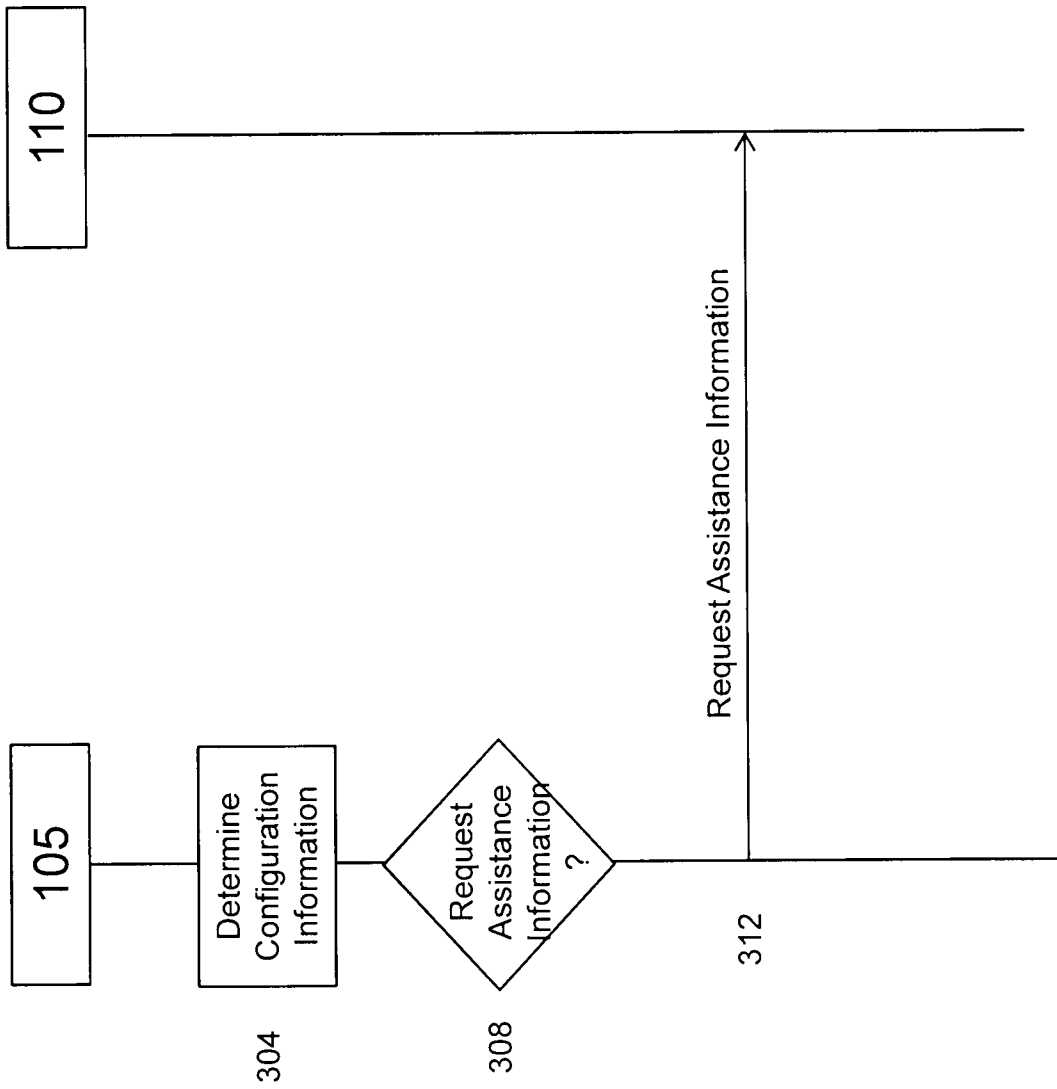 105
110
304
Determine
Configuration
Information
308
Request
Assistance
Information
?
312
Request Assistance Information